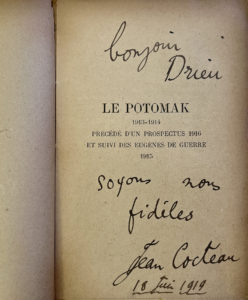 bonjour
Drieu
LE POTOMAK
1913-1914
PRÉCÉDÉ D'UN PROSPECTUS 1916
ET SUIVI DES EUGÈNES DE GUERRE
1915
soyons nous
fidèles
Jean Cocteau
18 Juin 1919